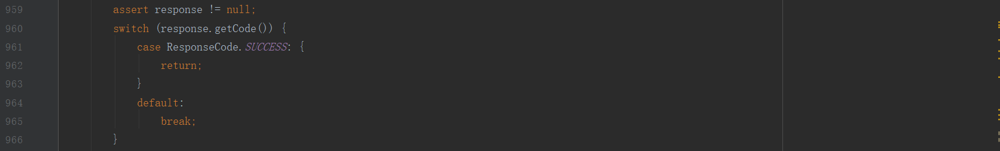 959 assert response != null;
960 switch (response.getCode()) {
961 case ResponseCode.SUCCESS: {
962 return;
963 }
964 default:
965 break;
966 }